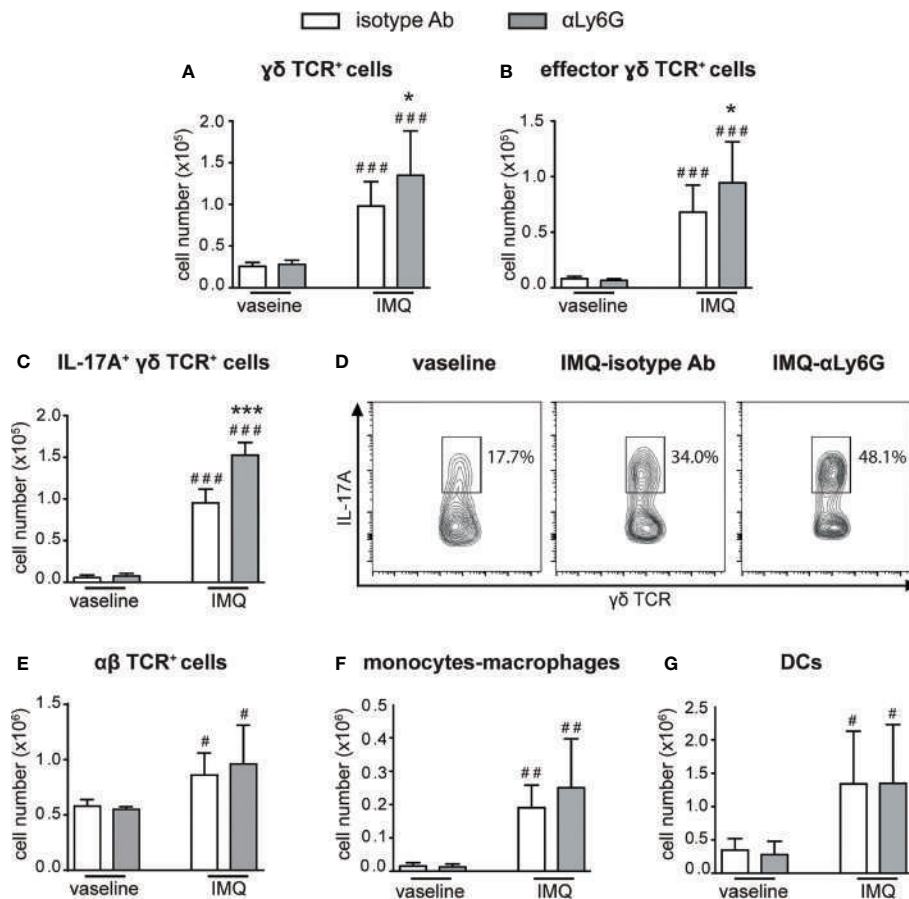 isotype Ab αLy6G
A γδ TCR⁺ cells
cell number (x10⁵)
2.0
1.5
1.0
0.5
0.0
###
*
###
vaseine IMQ
B effector γδ TCR⁺ cells
cell number (x10⁵)
1.5
1.0
0.5
0.0
###
*
###
vaseline IMQ
C IL-17A⁺ γδ TCR⁺ cells
cell number (x10⁵)
2.0
1.5
1.0
0.5
0.0
###
***
###
vaseline IMQ
D vaseline IMQ-isotype Ab IMQ-αLy6G
IL-17A
17.7% 34.0% 48.1%
γδ TCR
E αβ TCR⁺ cells
cell number (x10⁶)
1.5
1.0
0.5
0.0
# #
vaseline IMQ
F monocytes-macrophages
cell number (x10⁶)
0.5
0.4
0.3
0.2
0.0
## ##
vaseline IMQ
G DCs
cell number (x10⁶)
2.5
2.0
1.5
1.0
0.5
0.0
# #
vaseline IMQ